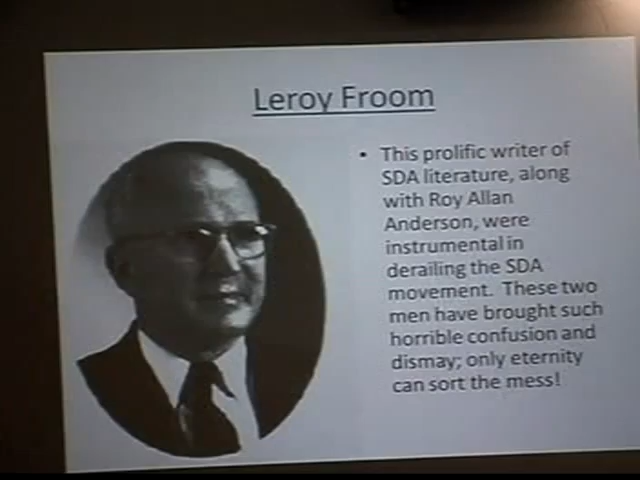 Leroy Froom
• This prolific writer of
SDA literature, along
with Roy Allan
Anderson, were
instrumental in
derailing the SDA
movement. These two
men have brought such
horrible confusion and
dismay; only eternity
can sort the mess!